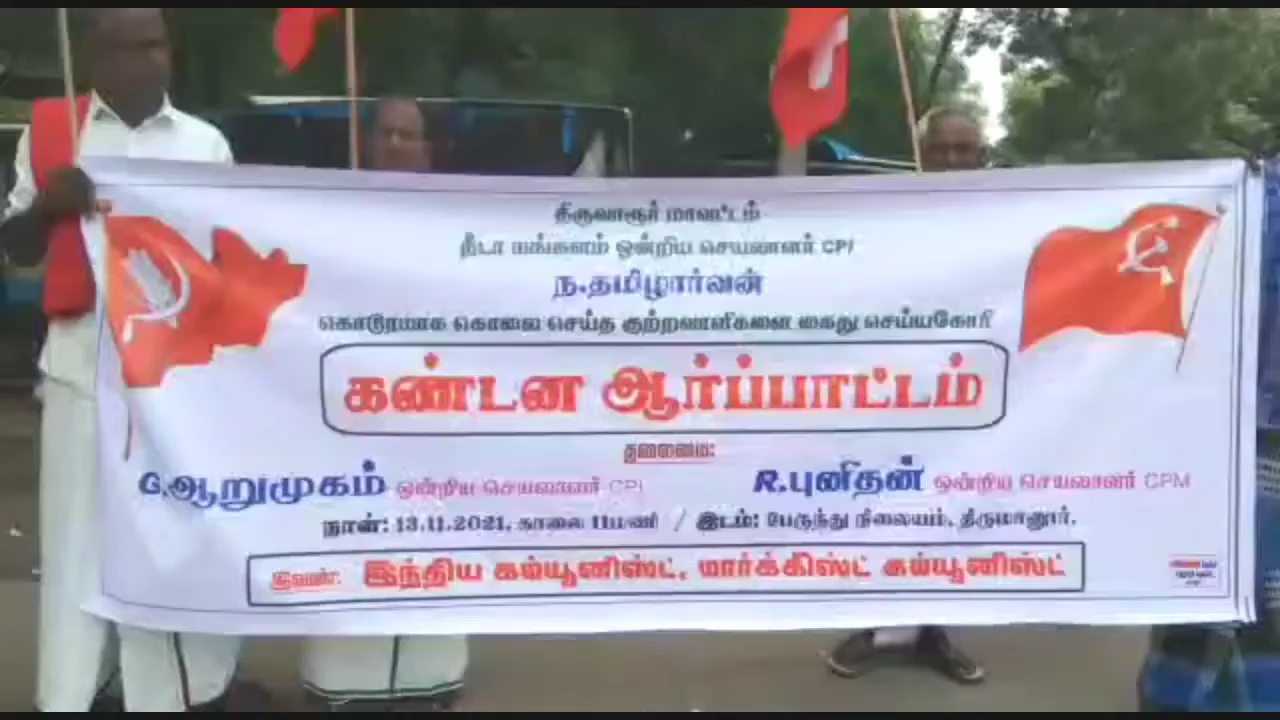 திருவாரூர் மாவட்டம்
நீடா மங்களம் ஒன்றிய செயலாளர் CPI
ந.தமிழார்வன்
கொடூரமாக கொலை செய்த குற்றவாளிகளை கைது செய்யகோரி
கண்டன ஆர்ப்பாட்டம்
தலைமை:
G.ஆறுமுகம் ஒன்றிய செயலாளர் CPI
R.புனிதன் ஒன்றிய செயலாளர் CPM
நாள்: 13.11.2021, காலை 11மணி / இடம்: பேருந்து நிலையம், திருமானூர்.
இவண்: இந்திய கம்யூனிஸ்ட், மார்க்கிஸ்ட் கம்யூனிஸ்ட்